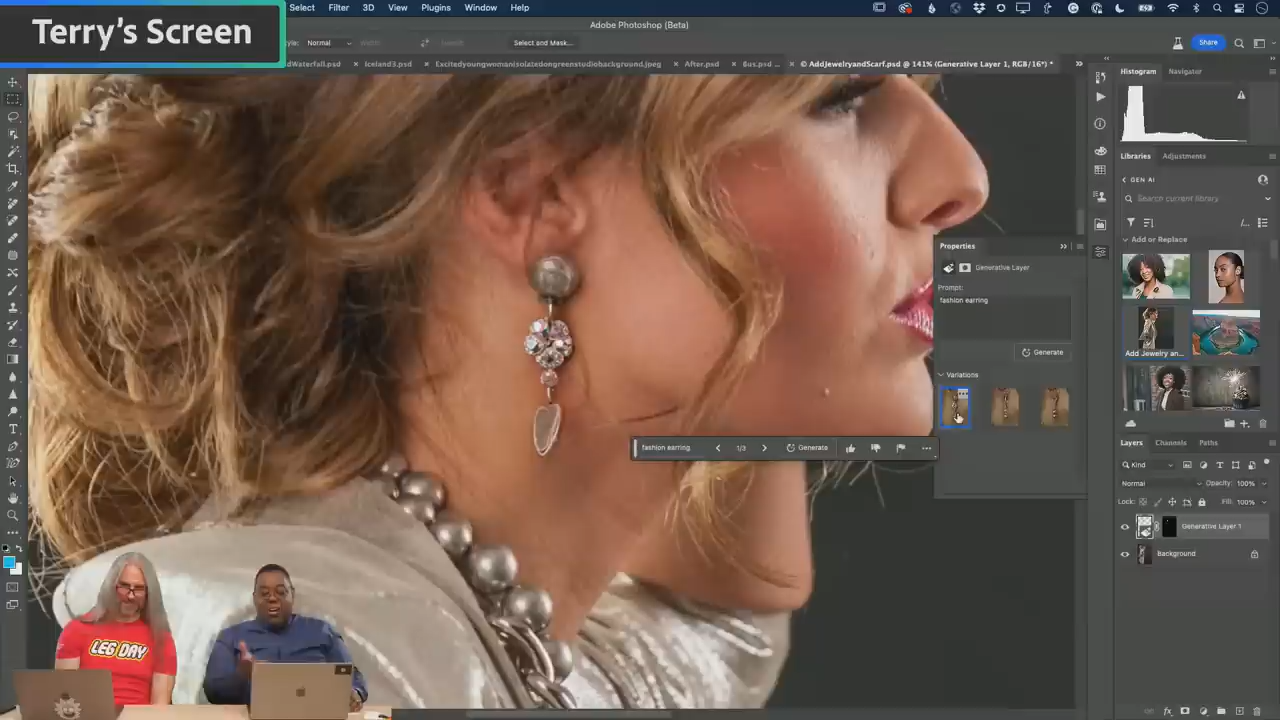 Terry's Screen
Select
Filter
3D
View
Plugins
Window
Help
Adobe Photoshop (Beta)
Style: Normal
Width:
Select and Mask...
Share
Iceland3.psd
Excitedyoungwomanisolatedongreenstudiobackground.jpeg
After.psd
Bus.psd ...
© AddJewelryandScarf.psd @ 141% (Generative Layer 1, RGB/16*) *
Histogram
Navigator
Libraries
Adjustments
GEN AI
Search current library
Add or Replace
Add Jewelry an...
Properties
Generative Layer
Prompt:
fashion earring
Generate
Variations
fashion earring
1/3
Generate
Layers
Channels
Paths
Kind
Normal
Opacity: 100%
Lock:
Fill: 100%
Generative Layer 1
Background
LEG DAY